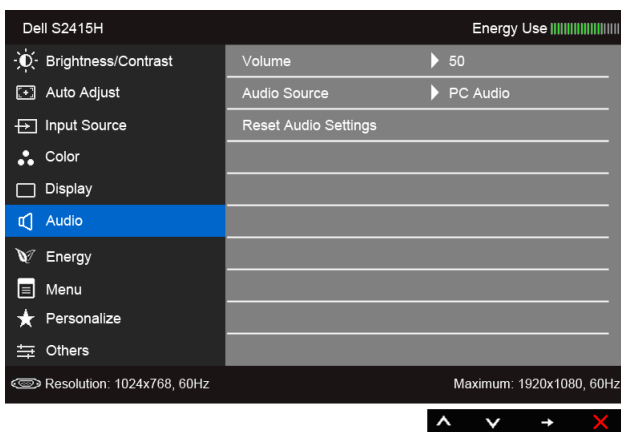 Dell S2415H Energy Use
Brightness/Contrast Volume 50
Auto Adjust Audio Source PC Audio
Input Source Reset Audio Settings
Color
Display
Audio
Energy
Menu
Personalize
Others
Resolution: 1024x768, 60Hz Maximum: 1920x1080, 60Hz